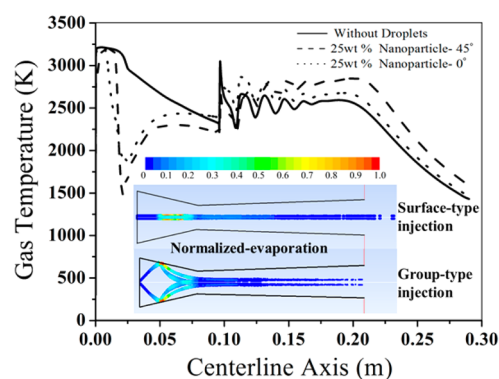 Without Droplets
25wt % Nanoparticle- 45°
25wt % Nanoparticle- 0°
Gas Temperature (K)
3500
3000
2500
2000
1500
1000
500
0
0 0.1 0.2 0.3 0.4 0.5 0.6 0.7 0.8 0.9 1.0
Surface-type
injection
Normalized-evaporation
Group-type
injection
0.00 0.05 0.10 0.15 0.20 0.25 0.30
Centerline Axis (m)